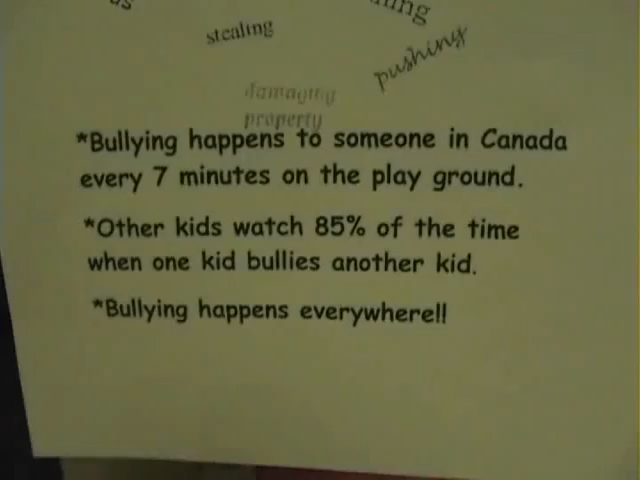 stealing
pushing
damaging
property
*Bullying happens to someone in Canada
every 7 minutes on the play ground.
*Other kids watch 85% of the time
when one kid bullies another kid.
*Bullying happens everywhere!!